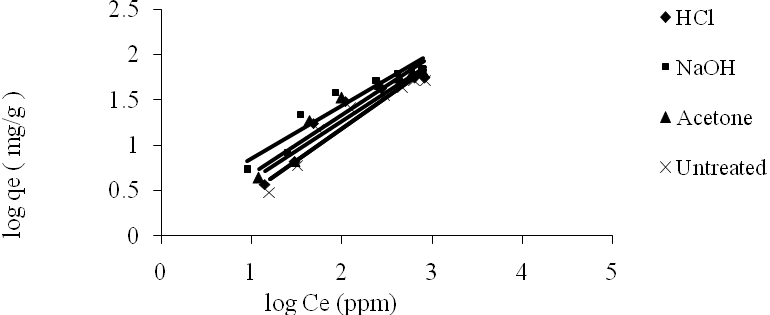 log qe ( mg/g )
2.5
2
1.5
1
0.5
0
0 1 2 3 4 5
log Ce (ppm)
HCl
NaOH
Acetone
Untreated